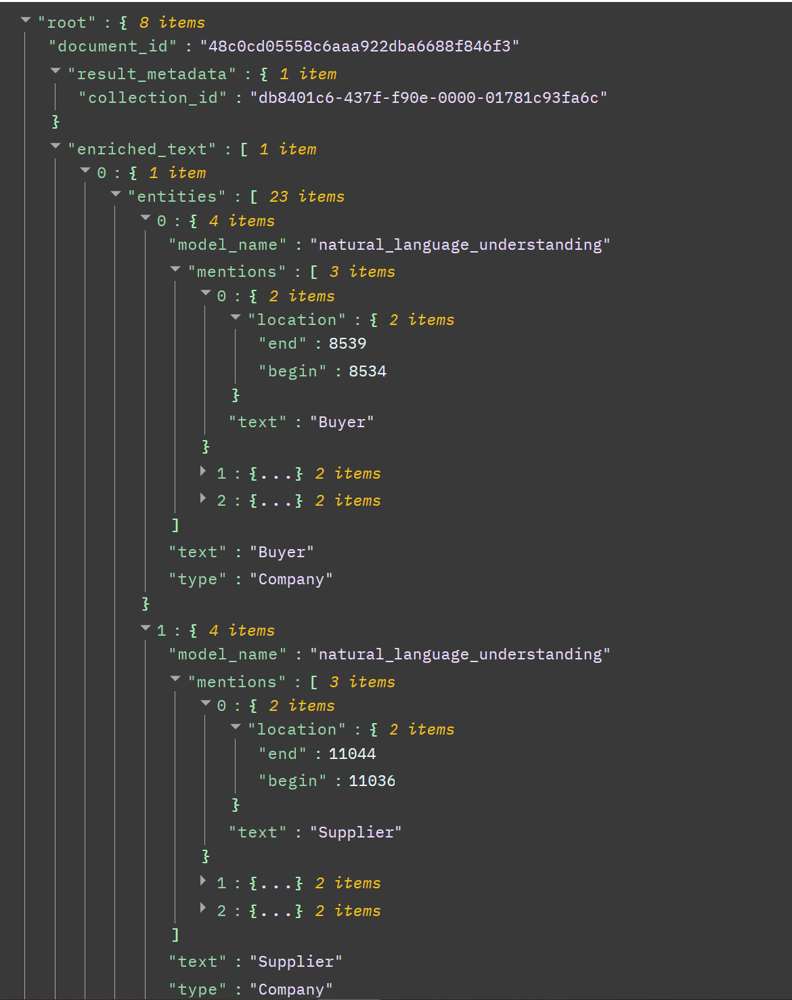 "root" : { 8 items
"document_id" : "48c0cd05558c6aaa922dba6688f846f3"
"result_metadata" : { 1 item
"collection_id" : "db8401c6-437f-f90e-0000-01781c93fa6c"
}
"enriched_text" : [ 1 item
0 : { 1 item
"entities" : [ 23 items
0 : { 4 items
"model_name" : "natural_language_understanding"
"mentions" : [ 3 items
0 : { 2 items
"location" : { 2 items
"end" : 8539
"begin" : 8534
}
"text" : "Buyer"
}
1 : {...} 2 items
2 : {...} 2 items
]
"text" : "Buyer"
"type" : "Company"
}
1 : { 4 items
"model_name" : "natural_language_understanding"
"mentions" : [ 3 items
0 : { 2 items
"location" : { 2 items
"end" : 11044
"begin" : 11036
}
"text" : "Supplier"
}
1 : {...} 2 items
2 : {...} 2 items
]
"text" : "Supplier"
"type" : "Company"